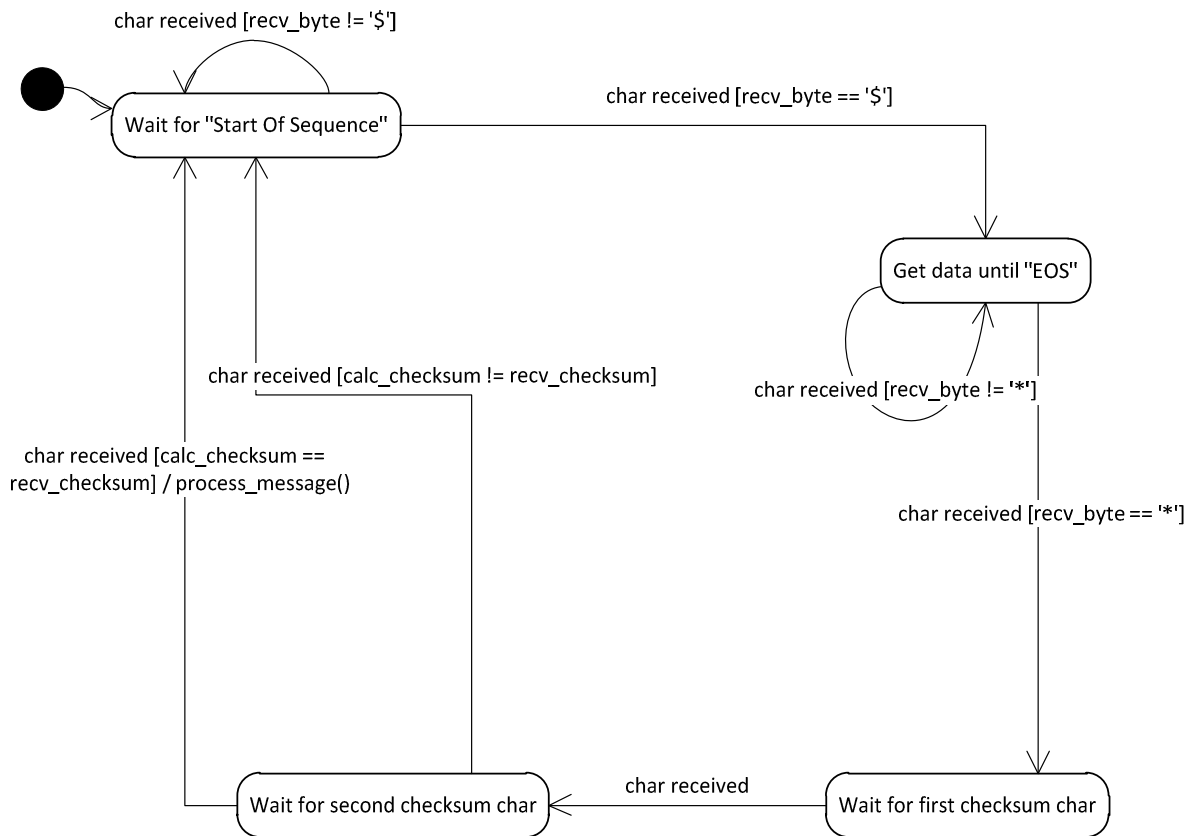 char received [recv_byte != '$']
char received [recv_byte == '$']
Wait for "Start Of Sequence"
Get data until "EOS"
char received [calc_checksum != recv_checksum]
char received [recv_byte != '*']
char received [calc_checksum ==
recv_checksum] / process_message()
char received [recv_byte == '*']
char received
Wait for second checksum char
Wait for first checksum char